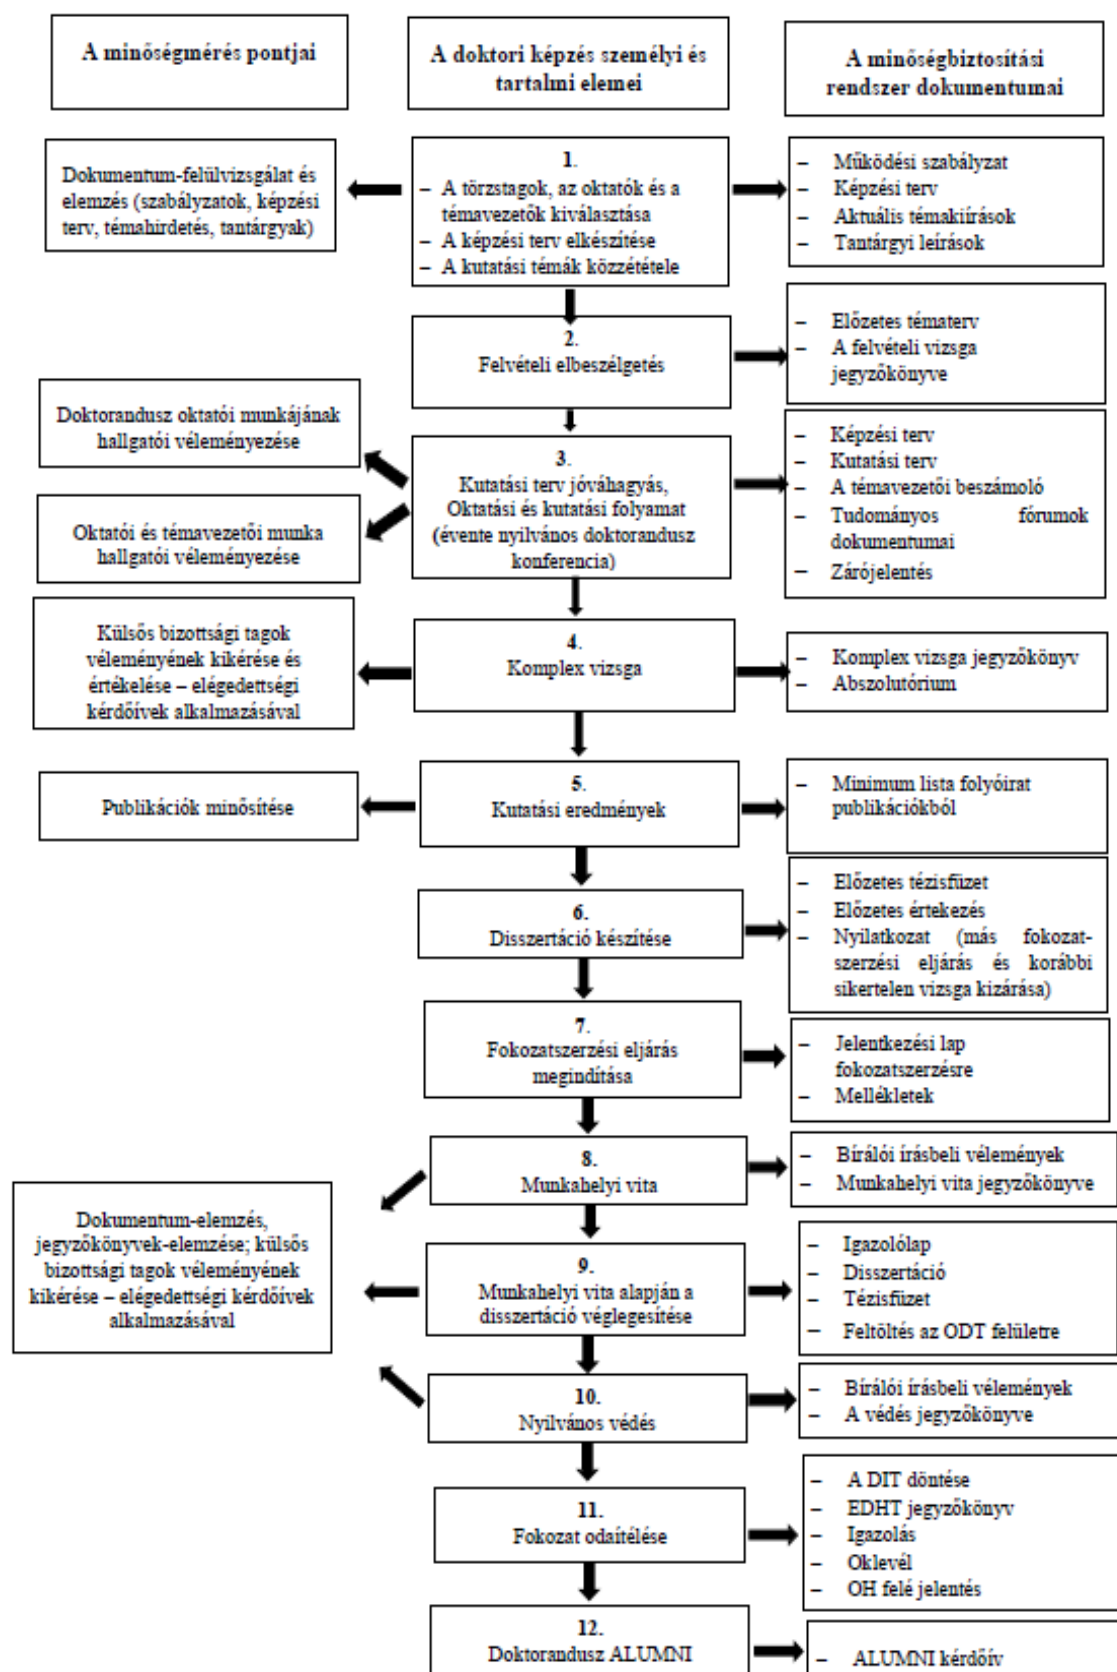 A minőségmérés pontjai
A doktori képzés személyi és
tartalmi elemei
A minőségbiztosítási
rendszer dokumentumai
Dokumentum-felülvizsgálat és
elemzés (szabályzatok, képzési
terv, témahirdetés, tantárgyak)
1.
– A törzstagok, az oktatók és a
témavezetők kiválasztása
– A képzési terv elkészítése
– A kutatási témák közzététele
– Működési szabályzat
– Képzési terv
– Aktuális témakiírások
– Tantárgyi leírások
2.
Felvételi elbeszélgetés
– Előzetes tématerv
– A felvételi vizsga
jegyzőkönyve
Doktorandusz oktatói munkájának
hallgatói véleményezése
Oktatói és témavezetői munka
hallgatói véleményezése
3.
Kutatási terv jóváhagyás,
Oktatási és kutatási folyamat
(évente nyilvános doktorandusz
konferencia)
– Képzési terv
– Kutatási terv
– A témavezetői beszámoló
– Tudományos fórumok
dokumentumai
– Zárójelentés
Külsős bizottsági tagok
véleményének kikérése és
értékelése – elégedettségi
kérdőívek alkalmazásával
4.
Komplex vizsga
– Komplex vizsga jegyzőkönyv
– Abszolutórium
Publikációk minősítése
5.
Kutatási eredmények
– Minimum lista folyóirat
publikációkból
6.
Disszertáció készítése
– Előzetes tézisfüzet
– Előzetes értekezés
– Nyilatkozat (más fokozat-
szerzési eljárás és korábbi
sikertelen vizsga kizárása)
7.
Fokozatszerzési eljárás
megindítása
– Jelentkezési lap
fokozatszerzésre
– Mellékletek
8.
Munkahelyi vita
– Bírálói írásbeli vélemények
– Munkahelyi vita jegyzőkönyve
Dokumentum-elemzés,
jegyzőkönyvek-elemzése; külsős
bizottsági tagok véleményének
kikérése – elégedettségi kérdőívek
alkalmazásával
9.
Munkahelyi vita alapján a
disszertáció véglegesítése
– Igazolólap
– Disszertáció
– Tézisfüzet
– Feltöltés az ODT felületre
10.
Nyilvános védés
– Bírálói írásbeli vélemények
– A védés jegyzőkönyve
11.
Fokozat odaítélése
– A DIT döntése
– EDHT jegyzőkönyv
– Igazolás
– Oklevél
– OH felé jelentés
12.
Doktorandusz ALUMNI
– ALUMNI kérdőív